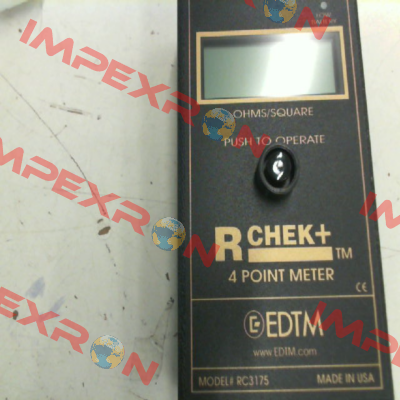 OHMS/SQUARE
PUSH TO OPERATE
R CHEK+ ™
4 POINT METER
CE
EDTM
www.EDTM.com
MODEL# RC3175 MADE IN USA
IMPEXRON
IMPEXRON
IMPEXRON